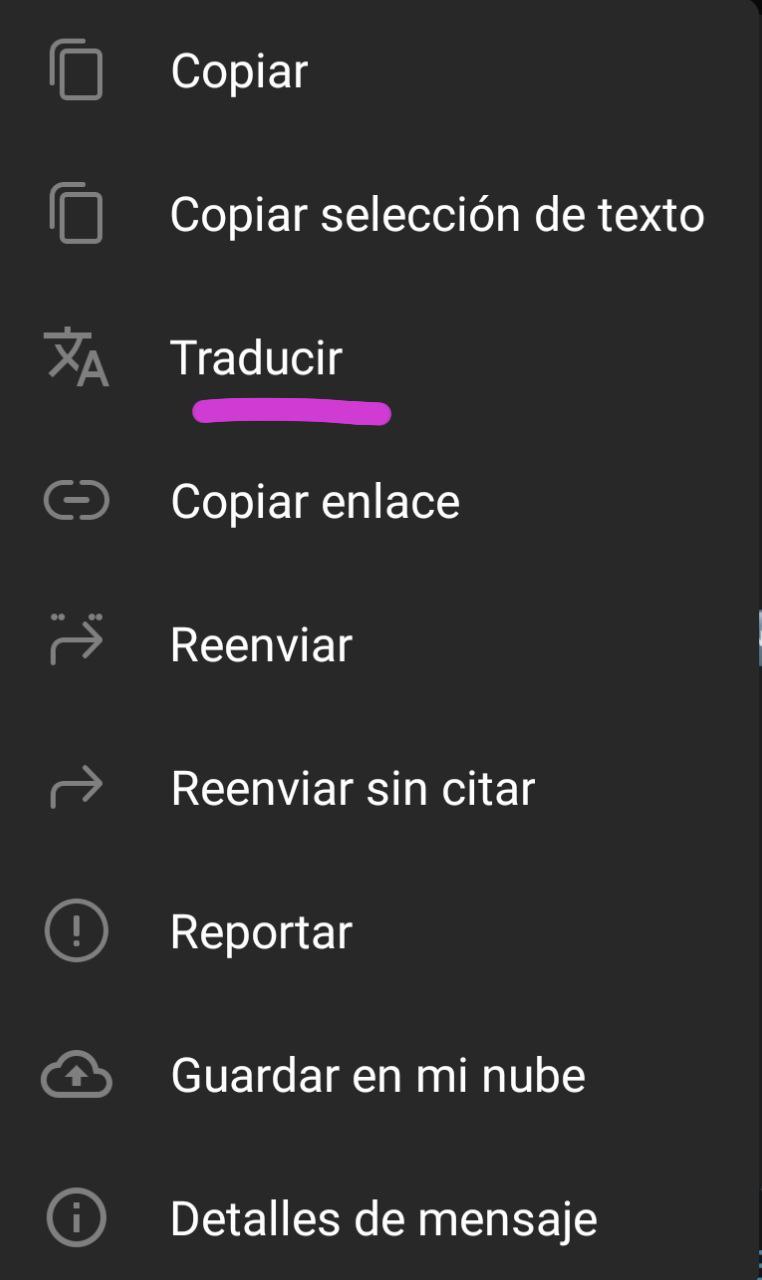 Copiar
Copiar selección de texto
Traducir
Copiar enlace
Reenviar
Reenviar sin citar
Reportar
Guardar en mi nube
Detalles de mensaje